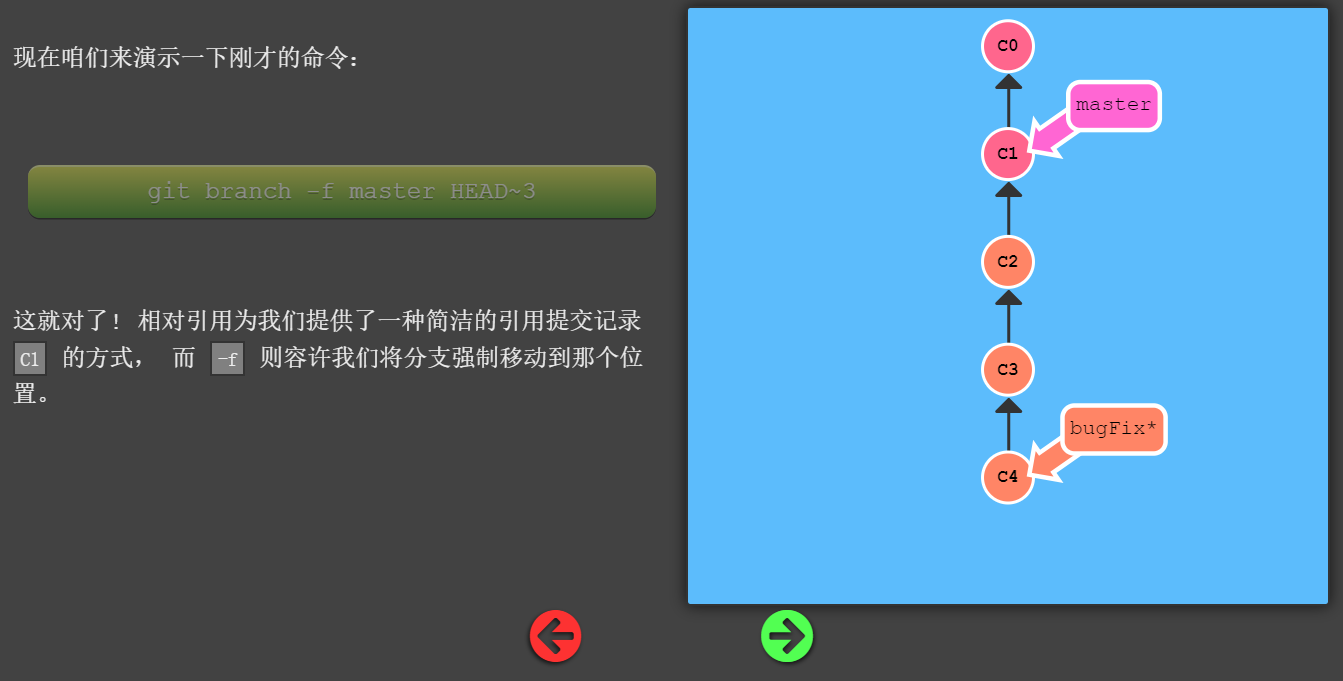 现在咱们来演示一下刚才的命令：
git branch -f master HEAD~3
这就对了! 相对引用为我们提供了一种简洁的引用提交记录
C1 的方式， 而 -f 则容许我们将分支强制移动到那个位
置。
C0
master
C1
C2
C3
bugFix*
C4